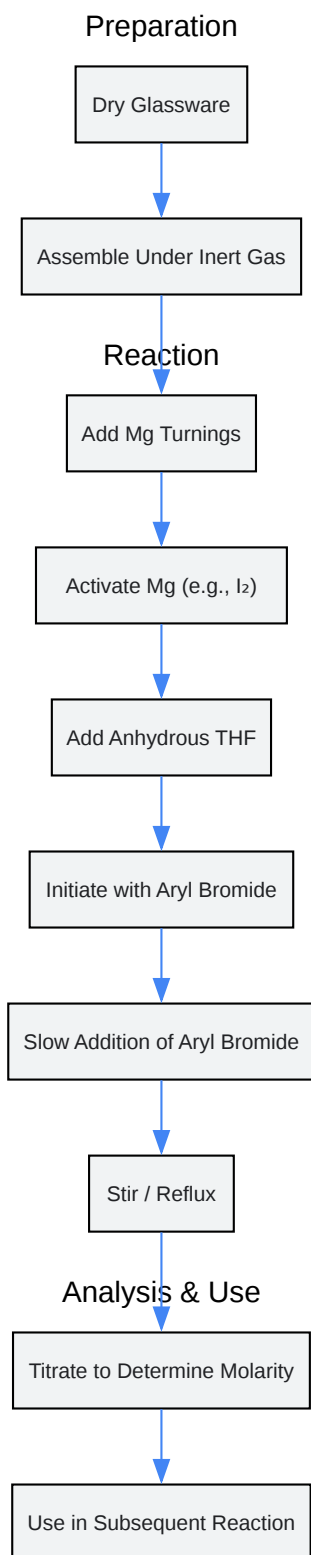 Preparation
Dry Glassware
Assemble Under Inert Gas
Reaction
Add Mg Turnings
Activate Mg (e.g., I₂)
Add Anhydrous THF
Initiate with Aryl Bromide
Slow Addition of Aryl Bromide
Stir / Reflux
Analysis & Use
Titrate to Determine Molarity
Use in Subsequent Reaction